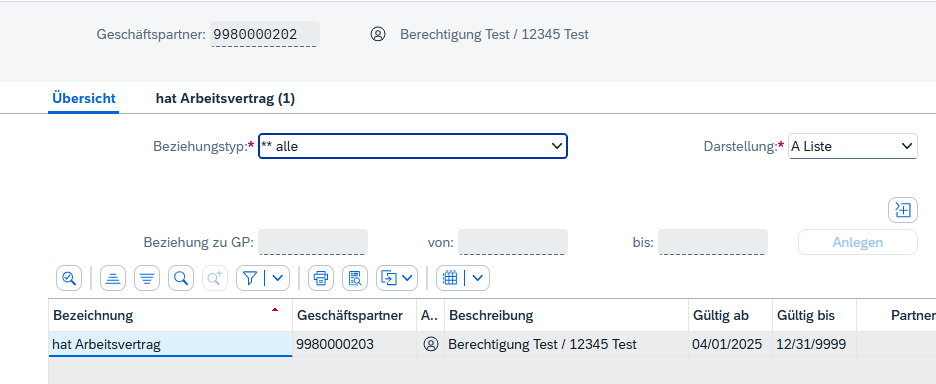 Geschäftspartner: 9980000202 Berechtigung Test / 12345 Test
Übersicht hat Arbeitsvertrag (1)
Beziehungstyp:* ** alle Darstellung:* A Liste
Beziehung zu GP: von: bis: Anlegen
Bezeichnung Geschäftspartner A.. Beschreibung Gültig ab Gültig bis Partner
hat Arbeitsvertrag 9980000203 Berechtigung Test / 12345 Test 04/01/2025 12/31/9999